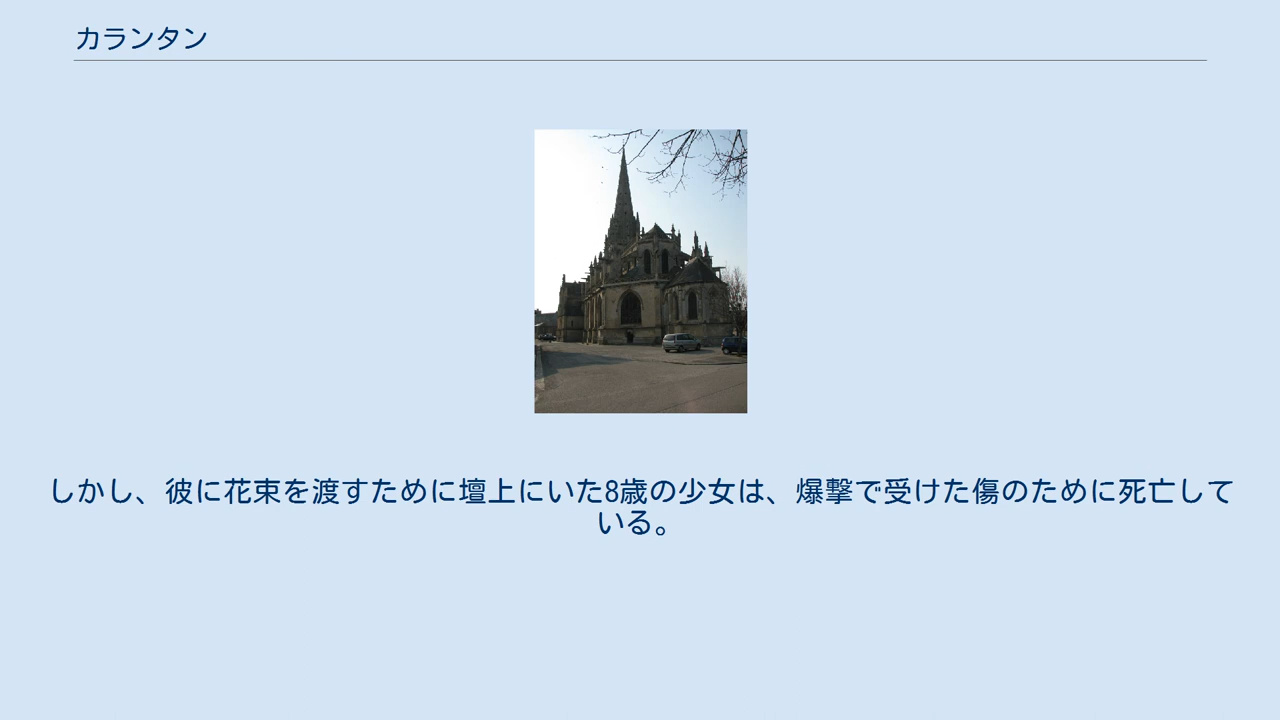 カランタン
しかし、彼に花束を渡すために壇上にいた8歳の少女は、爆撃で受けた傷のために死亡して
いる。